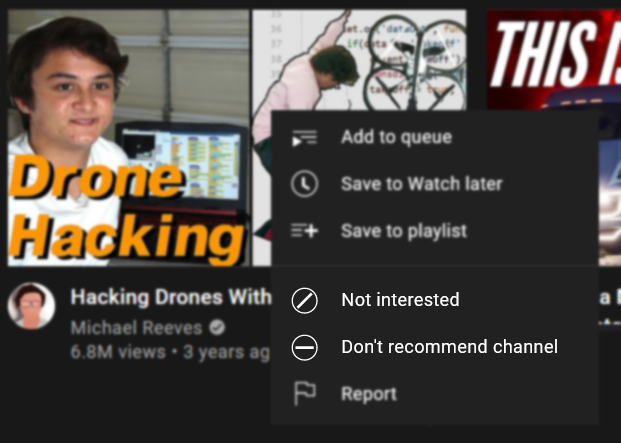 Drone
Hacking
THIS I
Add to queue
Save to Watch later
Save to playlist
Hacking Drones With
Michael Reeves
6.8M views • 3 years ag
Not interested
Don't recommend channel
Report